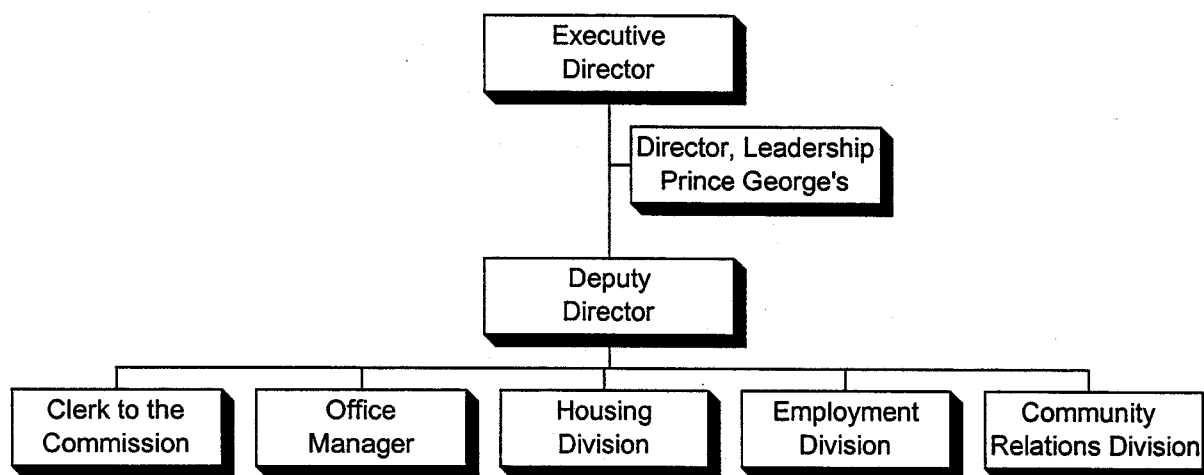 Executive
Director
Director, Leadership
Prince George's
Deputy
Director
Clerk to the
Commission
Office
Manager
Housing
Division
Employment
Division
Community
Relations Division